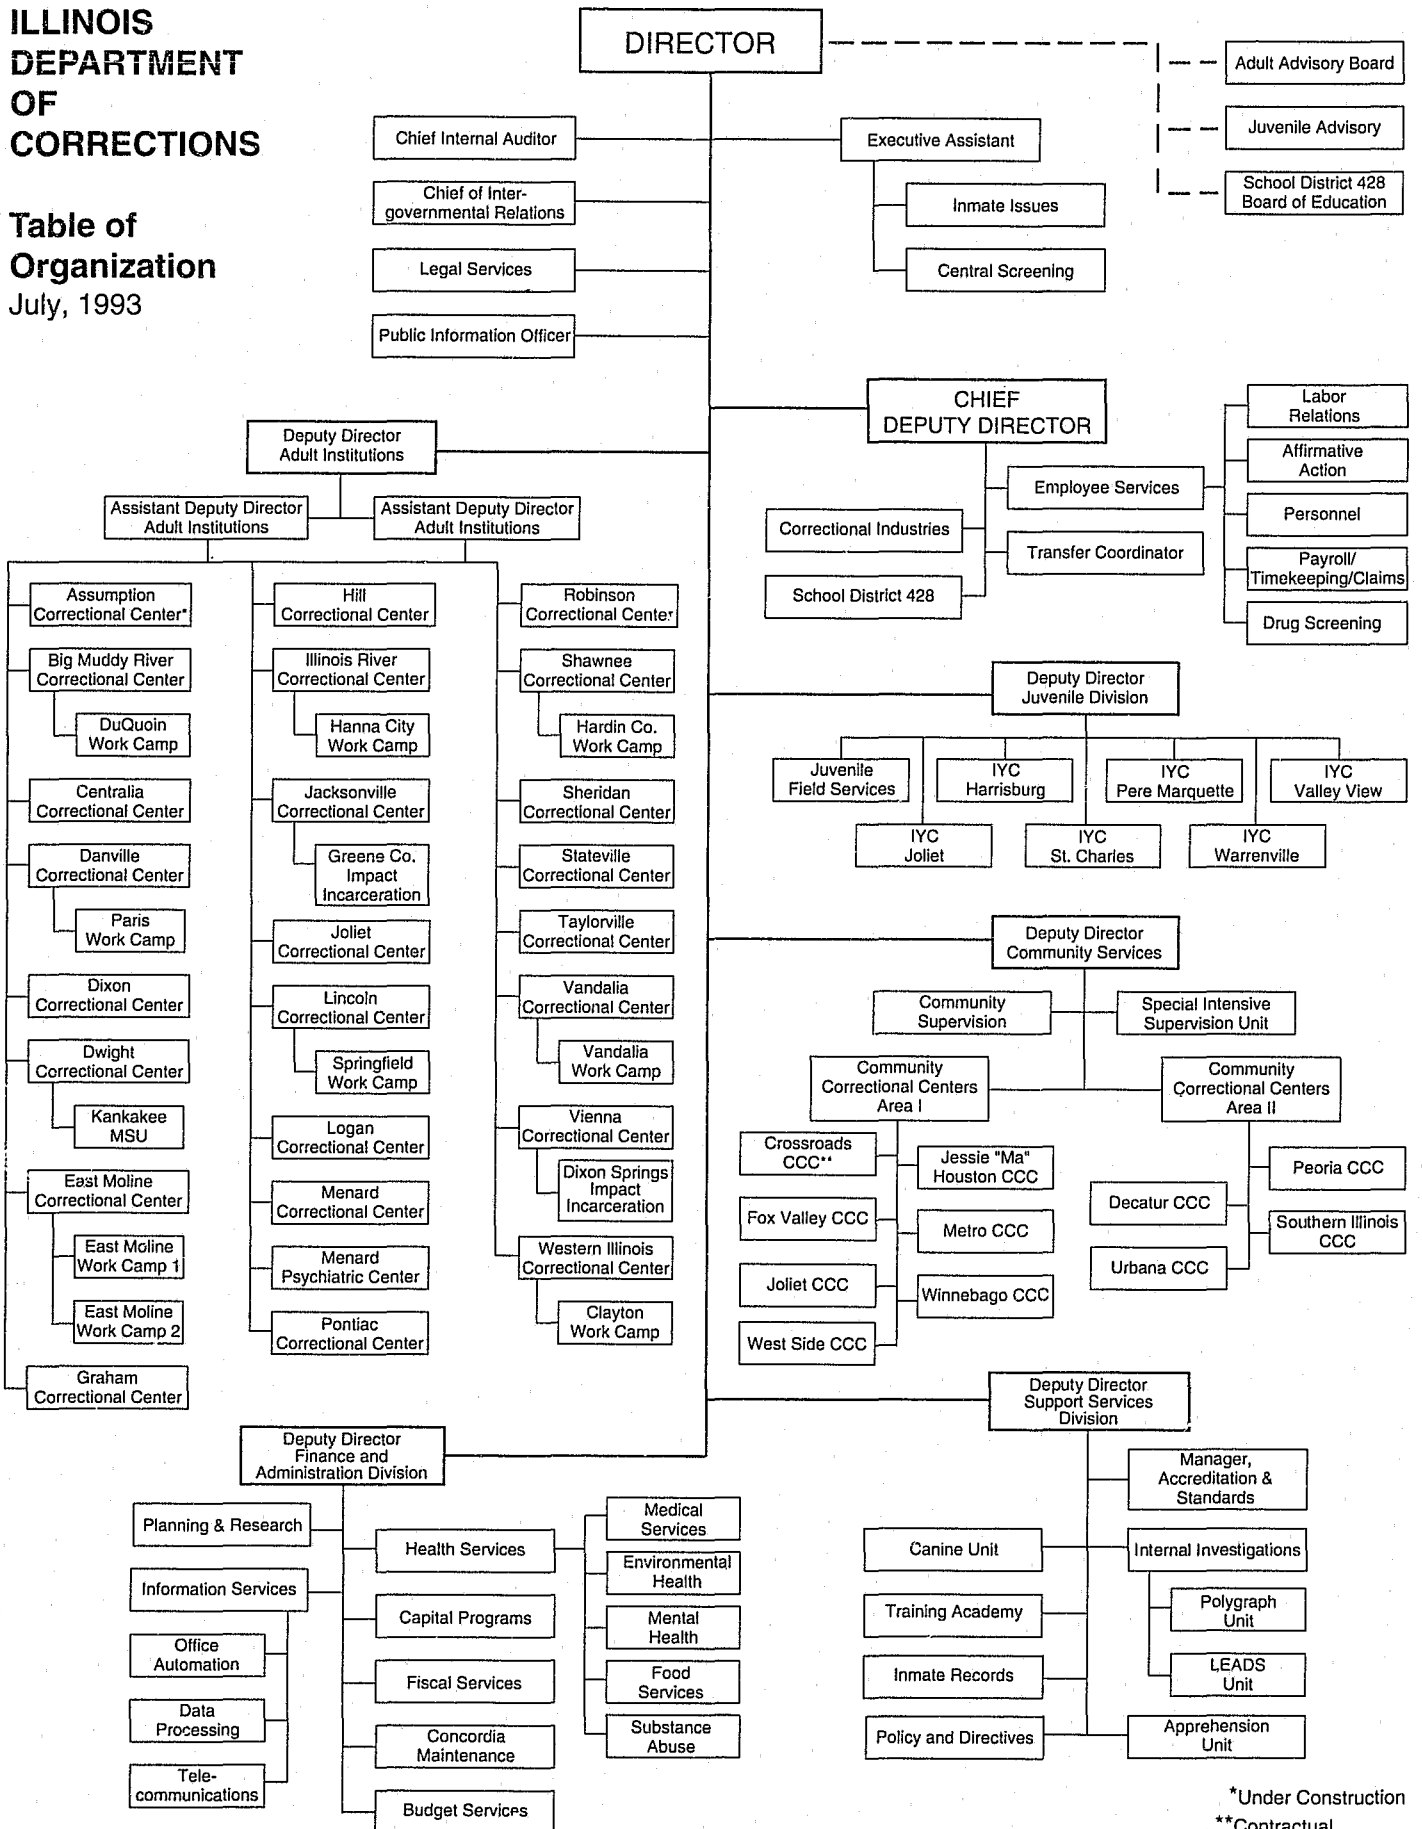 ILLINOIS
DEPARTMENT
OF
CORRECTIONS
Table of
Organization
July, 1993
DIRECTOR
Adult Advisory Board
Juvenile Advisory
School District 428
Board of Education
Chief Internal Auditor
Chief of Inter-
governmental Relations
Legal Services
Public Information Officer
Executive Assistant
Inmate Issues
Central Screening
CHIEF
DEPUTY DIRECTOR
Employee Services
Correctional Industries
Transfer Coordinator
School District 428
Labor
Relations
Affirmative
Action
Personnel
Payroll/
Timekeeping/Claims
Drug Screening
Deputy Director
Adult Institutions
Assistant Deputy Director
Adult Institutions
Assistant Deputy Director
Adult Institutions
Assumption
Correctional Center*
Big Muddy River
Correctional Center
DuQuoin
Work Camp
Centralia
Correctional Center
Danville
Correctional Center
Paris
Work Camp
Dixon
Correctional Center
Dwight
Correctional Center
Kankakee
MSU
East Moline
Correctional Center
East Moline
Work Camp 1
East Moline
Work Camp 2
Graham
Correctional Center
Hill
Correctional Center
Illinois River
Correctional Center
Hanna City
Work Camp
Jacksonville
Correctional Center
Greene Co.
Impact
Incarceration
Joliet
Correctional Center
Lincoln
Correctional Center
Springfield
Work Camp
Logan
Correctional Center
Menard
Correctional Center
Menard
Psychiatric Center
Pontiac
Correctional Center
Robinson
Correctional Center
Shawnee
Correctional Center
Hardin Co.
Work Camp
Sheridan
Correctional Center
Stateville
Correctional Center
Taylorville
Correctional Center
Vandalia
Correctional Center
Vandalia
Work Camp
Vienna
Correctional Center
Dixon Springs
Impact
Incarceration
Western Illinois
Correctional Center
Clayton
Work Camp
Deputy Director
Juvenile Division
Juvenile
Field Services
IYC
Harrisburg
IYC
Pere Marquette
IYC
Valley View
IYC
Joliet
IYC
St. Charles
IYC
Warrenville
Deputy Director
Community Services
Community
Supervision
Special Intensive
Supervision Unit
Community
Correctional Centers
Area I
Community
Correctional Centers
Area II
Crossroads
CCC**
Jessie "Ma"
Houston CCC
Fox Valley CCC
Metro CCC
Joliet CCC
Winnebago CCC
West Side CCC
Peoria CCC
Decatur CCC
Southern Illinois
CCC
Urbana CCC
Deputy Director
Support Services
Division
Manager,
Accreditation &
Standards
Canine Unit
Internal Investigations
Training Academy
Polygraph
Unit
Inmate Records
LEADS
Unit
Policy and Directives
Apprehension
Unit
Deputy Director
Finance and
Administration Division
Planning & Research
Information Services
Office
Automation
Data
Processing
Tele-
communications
Health Services
Capital Programs
Fiscal Services
Concordia
Maintenance
Budget Services
Medical
Services
Environmental
Health
Mental
Health
Food
Services
Substance
Abuse
*Under Construction
**Contractual